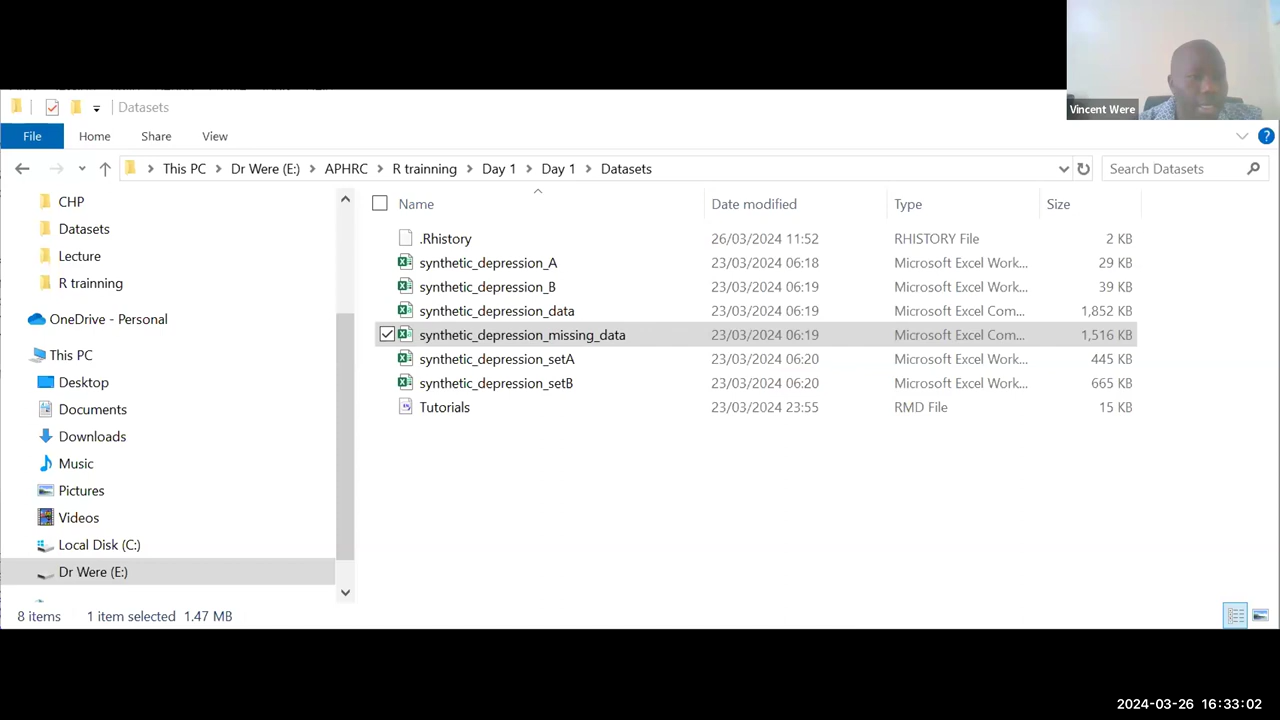 Vincent Were
Datasets
File Home Share View
This PC Dr Were (E:) APHRC R trainning Day 1 Day 1 Datasets Search Datasets
CHP
Datasets
Lecture
R trainning
OneDrive - Personal
This PC
Desktop
Documents
Downloads
Music
Pictures
Videos
Local Disk (C:)
Dr Were (E:)
Name Date modified Type Size
.Rhistory 26/03/2024 11:52 RHISTORY File 2 KB
synthetic_depression_A 23/03/2024 06:18 Microsoft Excel Work... 29 KB
synthetic_depression_B 23/03/2024 06:19 Microsoft Excel Work... 39 KB
synthetic_depression_data 23/03/2024 06:19 Microsoft Excel Com... 1,852 KB
synthetic_depression_missing_data 23/03/2024 06:19 Microsoft Excel Com... 1,516 KB
synthetic_depression_setA 23/03/2024 06:20 Microsoft Excel Work... 445 KB
synthetic_depression_setB 23/03/2024 06:20 Microsoft Excel Work... 665 KB
Tutorials 23/03/2024 23:55 RMD File 15 KB
8 items 1 item selected 1.47 MB
2024-03-26 16:33:02